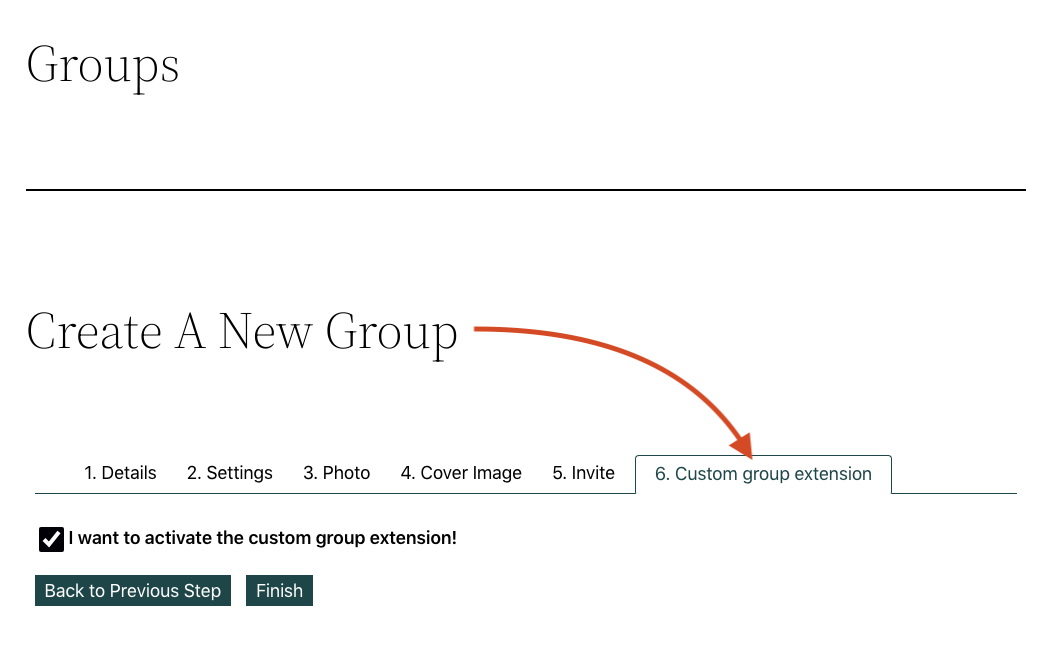 Groups
Create A New Group
1. Details 2. Settings 3. Photo 4. Cover Image 5. Invite 6. Custom group extension
I want to activate the custom group extension!
Back to Previous Step Finish